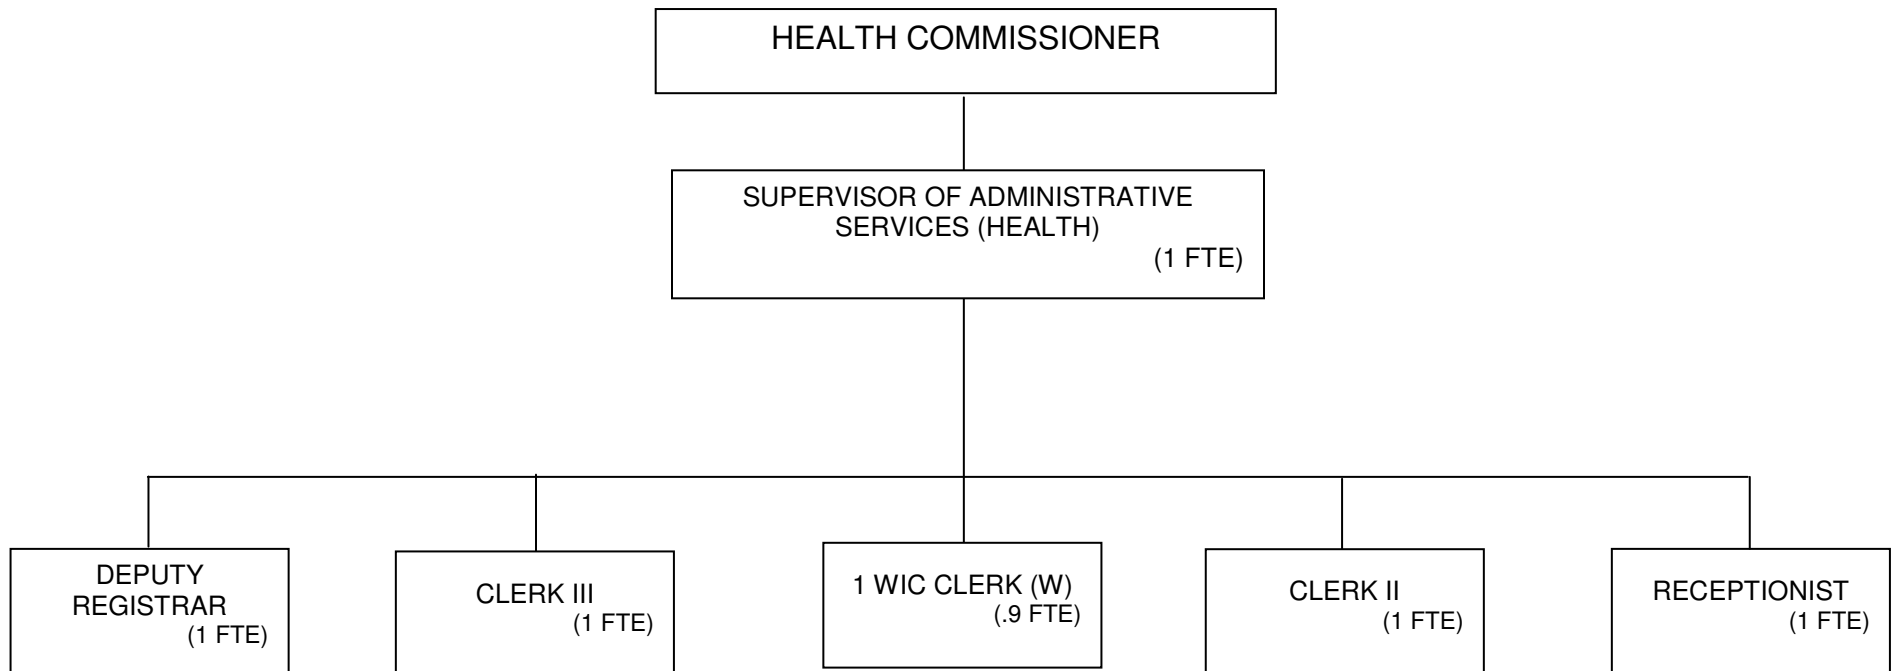 HEALTH COMMISSIONER
SUPERVISOR OF ADMINISTRATIVE
SERVICES (HEALTH)
(1 FTE)
DEPUTY
REGISTRAR
(1 FTE)
CLERK III
(1 FTE)
1 WIC CLERK (W)
(.9 FTE)
CLERK II
(1 FTE)
RECEPTIONIST
(1 FTE)